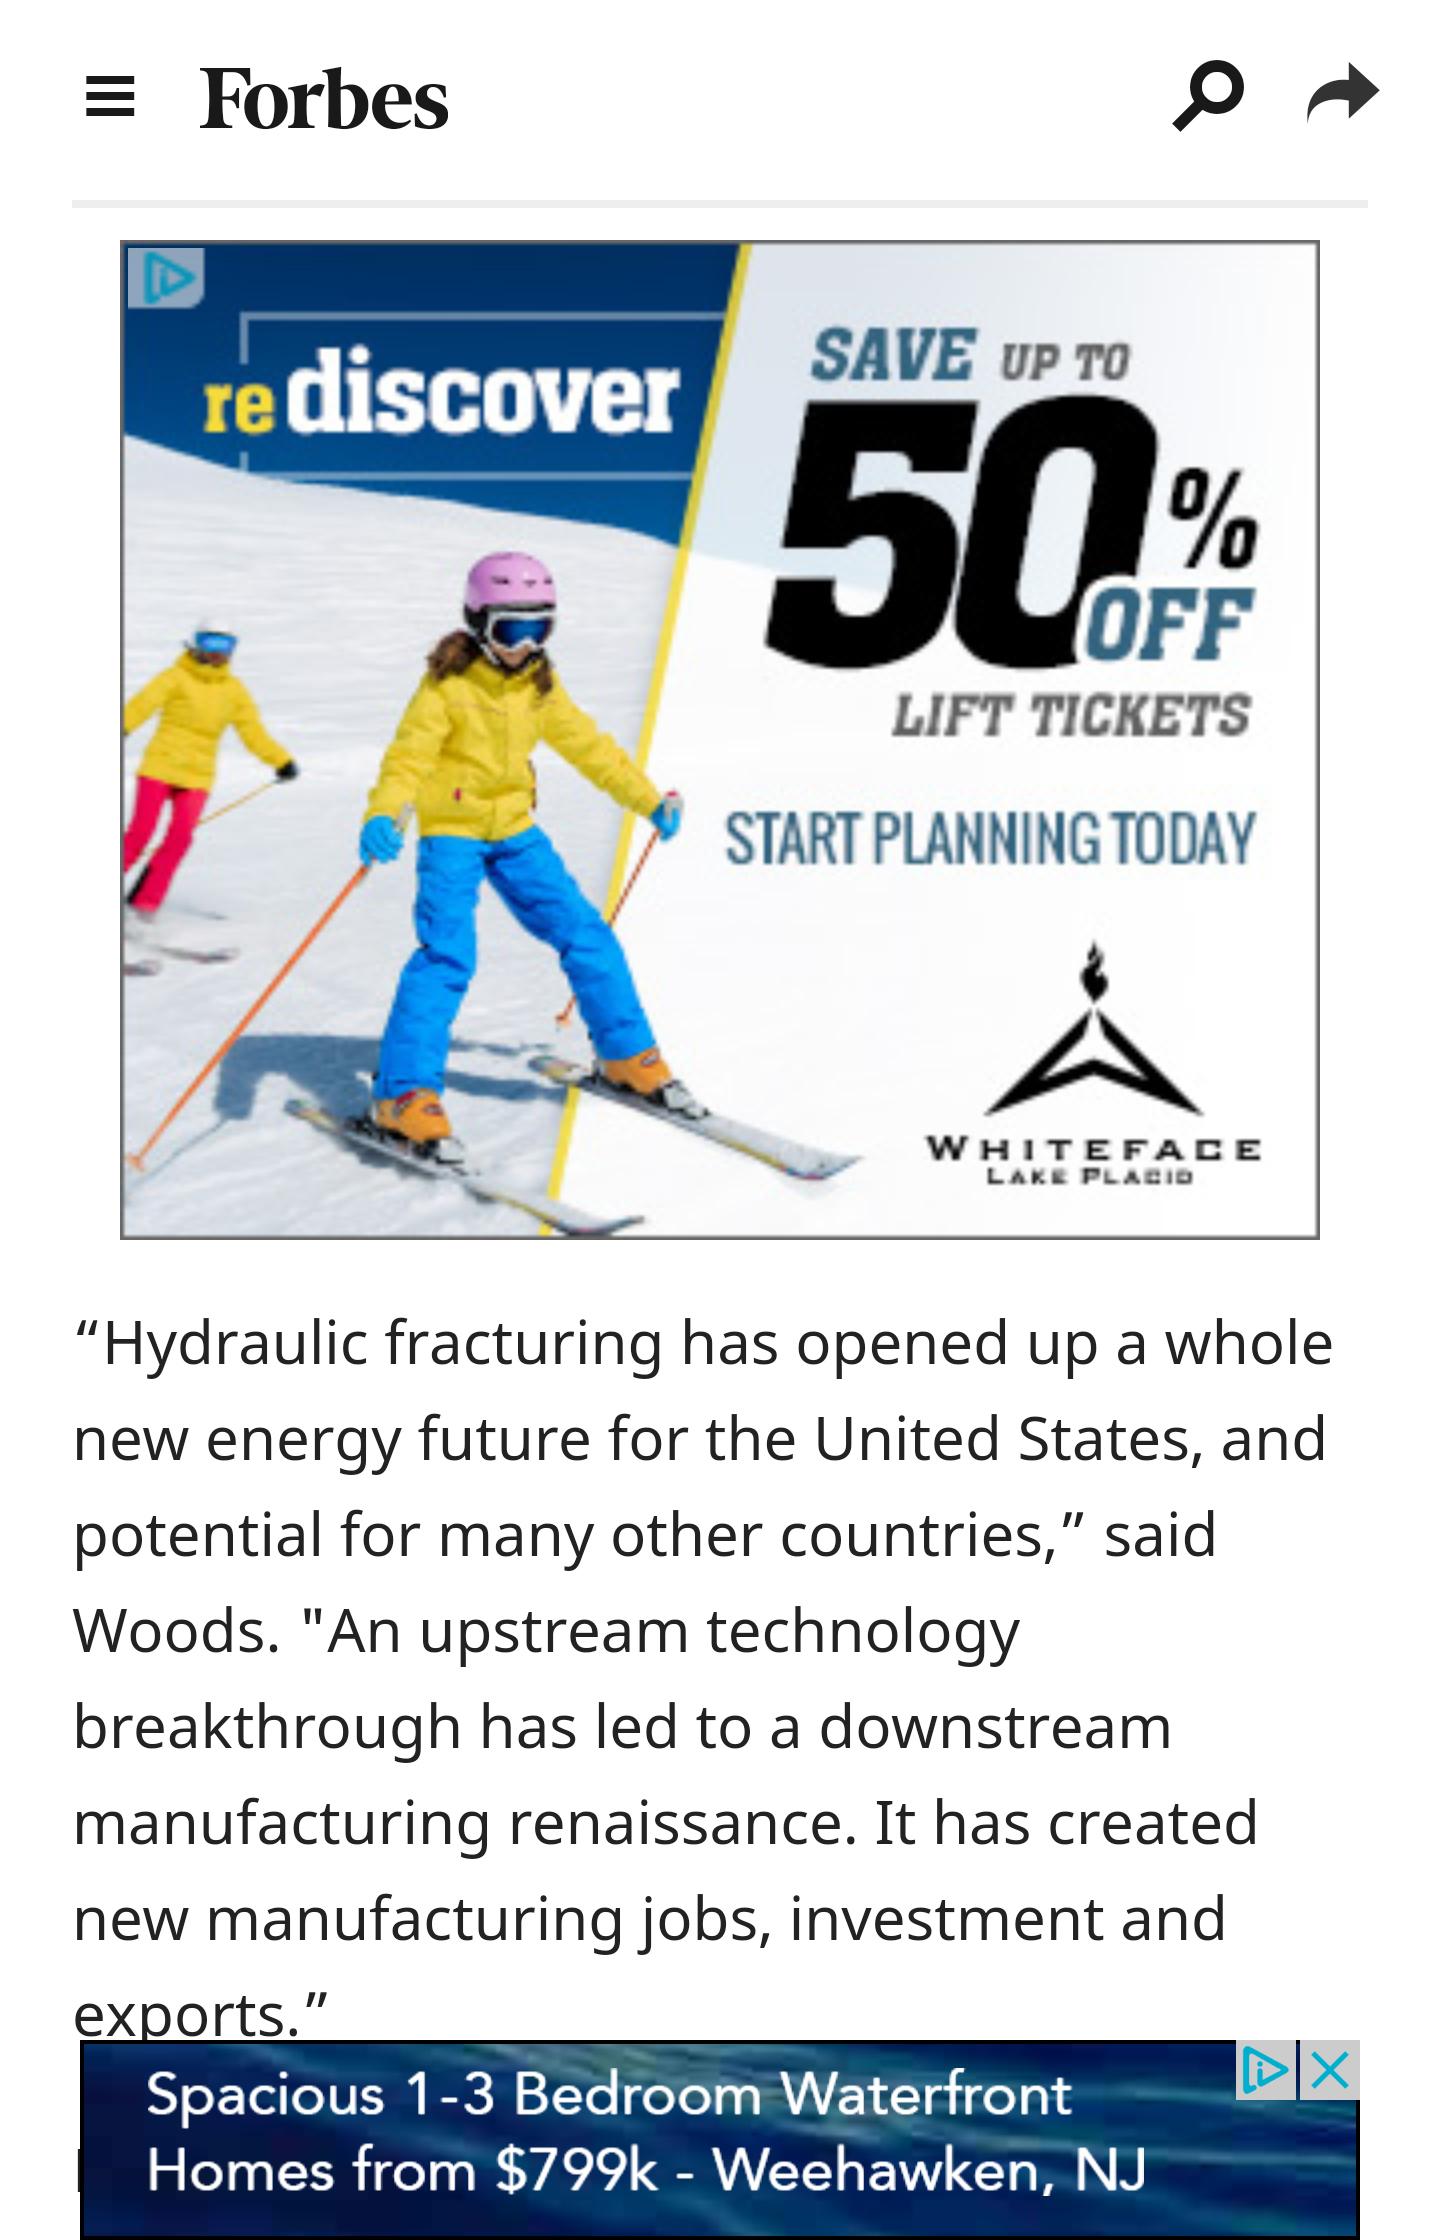 Forbes
re discover
SAVE UP TO
50%
OFF
LIFT TICKETS
START PLANNING TODAY
WHITEFACE
LAKE PLACID
“Hydraulic fracturing has opened up a whole
new energy future for the United States, and
potential for many other countries,” said
Woods. "An upstream technology
breakthrough has led to a downstream
manufacturing renaissance. It has created
new manufacturing jobs, investment and
exports.”
Spacious 1-3 Bedroom Waterfront
Homes from $799k - Weehawken, NJ